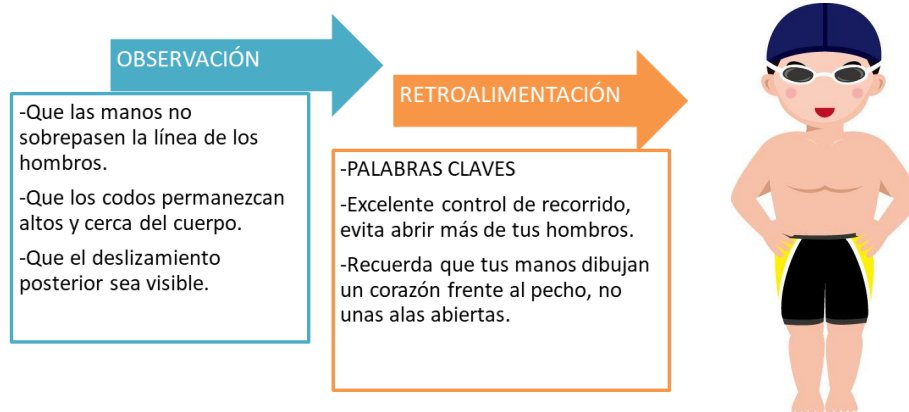 OBSERVACIÓN
-Que las manos no
sobrepasen la línea de los
hombros.
-Que los codos permanezcan
altos y cerca del cuerpo.
-Que el deslizamiento
posterior sea visible.
RETROALIMENTACIÓN
-PALABRAS CLAVES
-Excelente control de recorrido,
evita abrir más de tus hombros.
-Recuerda que tus manos dibujan
un corazón frente al pecho, no
unas alas abiertas.